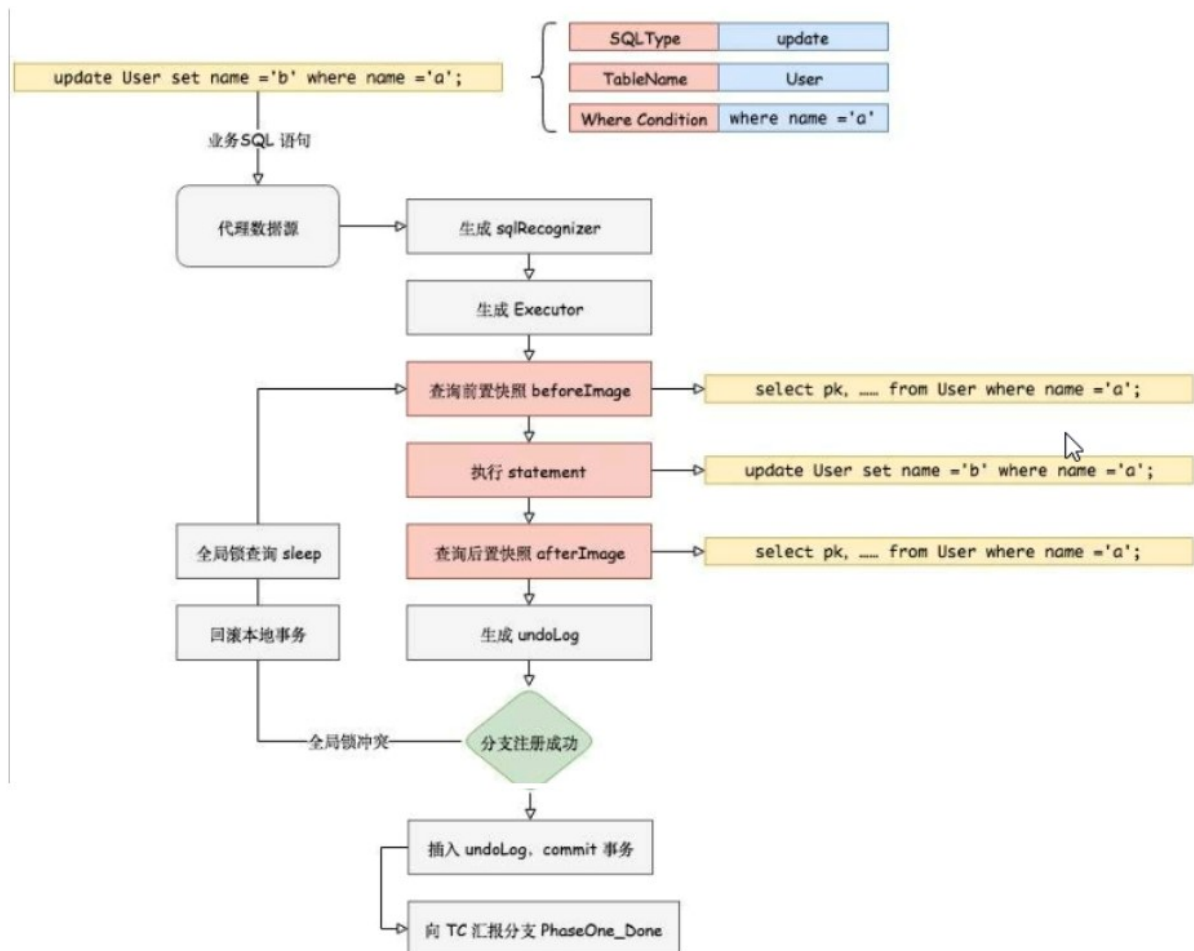 SQLType update
update User set name ='b' where name ='a';
TableName User
Where Condition where name ='a'
业务SQL 语句
代理数据源
生成 sqlRecognizer
生成 Executor
查询前置快照 beforeImage
select pk, …… from User where name ='a';
执行 statement
update User set name ='b' where name ='a';
全局锁查询 sleep
查询后置快照 afterImage
select pk, …… from User where name ='a';
回滚本地事务
生成 undoLog
全局锁冲突
分支注册成功
插入 undoLog, commit 事务
向 TC 汇报分支 PhaseOne_Done